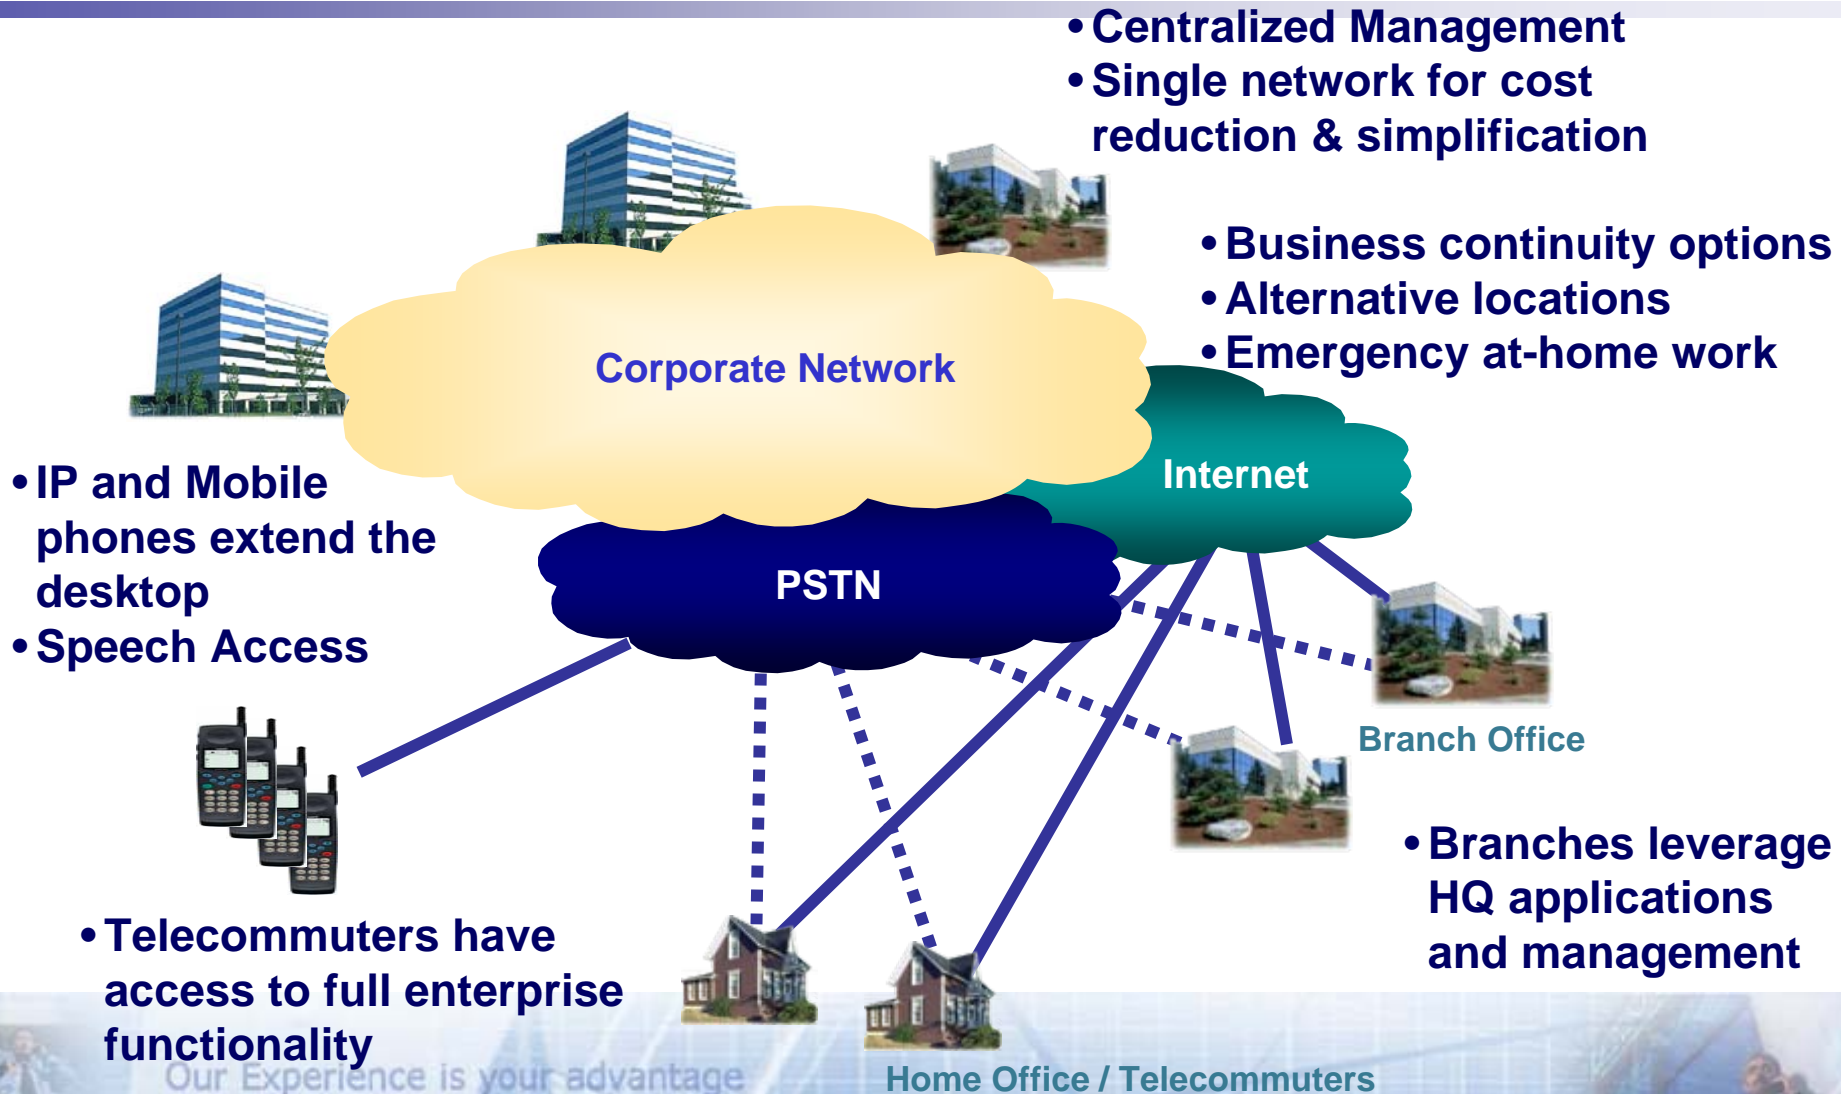 • Centralized Management
• Single network for cost
reduction & simplification
• Business continuity options
• Alternative locations
• Emergency at-home work
Corporate Network
Internet
• IP and Mobile
phones extend the
desktop
• Speech Access
PSTN
Branch Office
• Branches leverage
HQ applications
and management
• Telecommuters have
access to full enterprise
functionality
Our Experience is your advantage
Home Office / Telecommuters